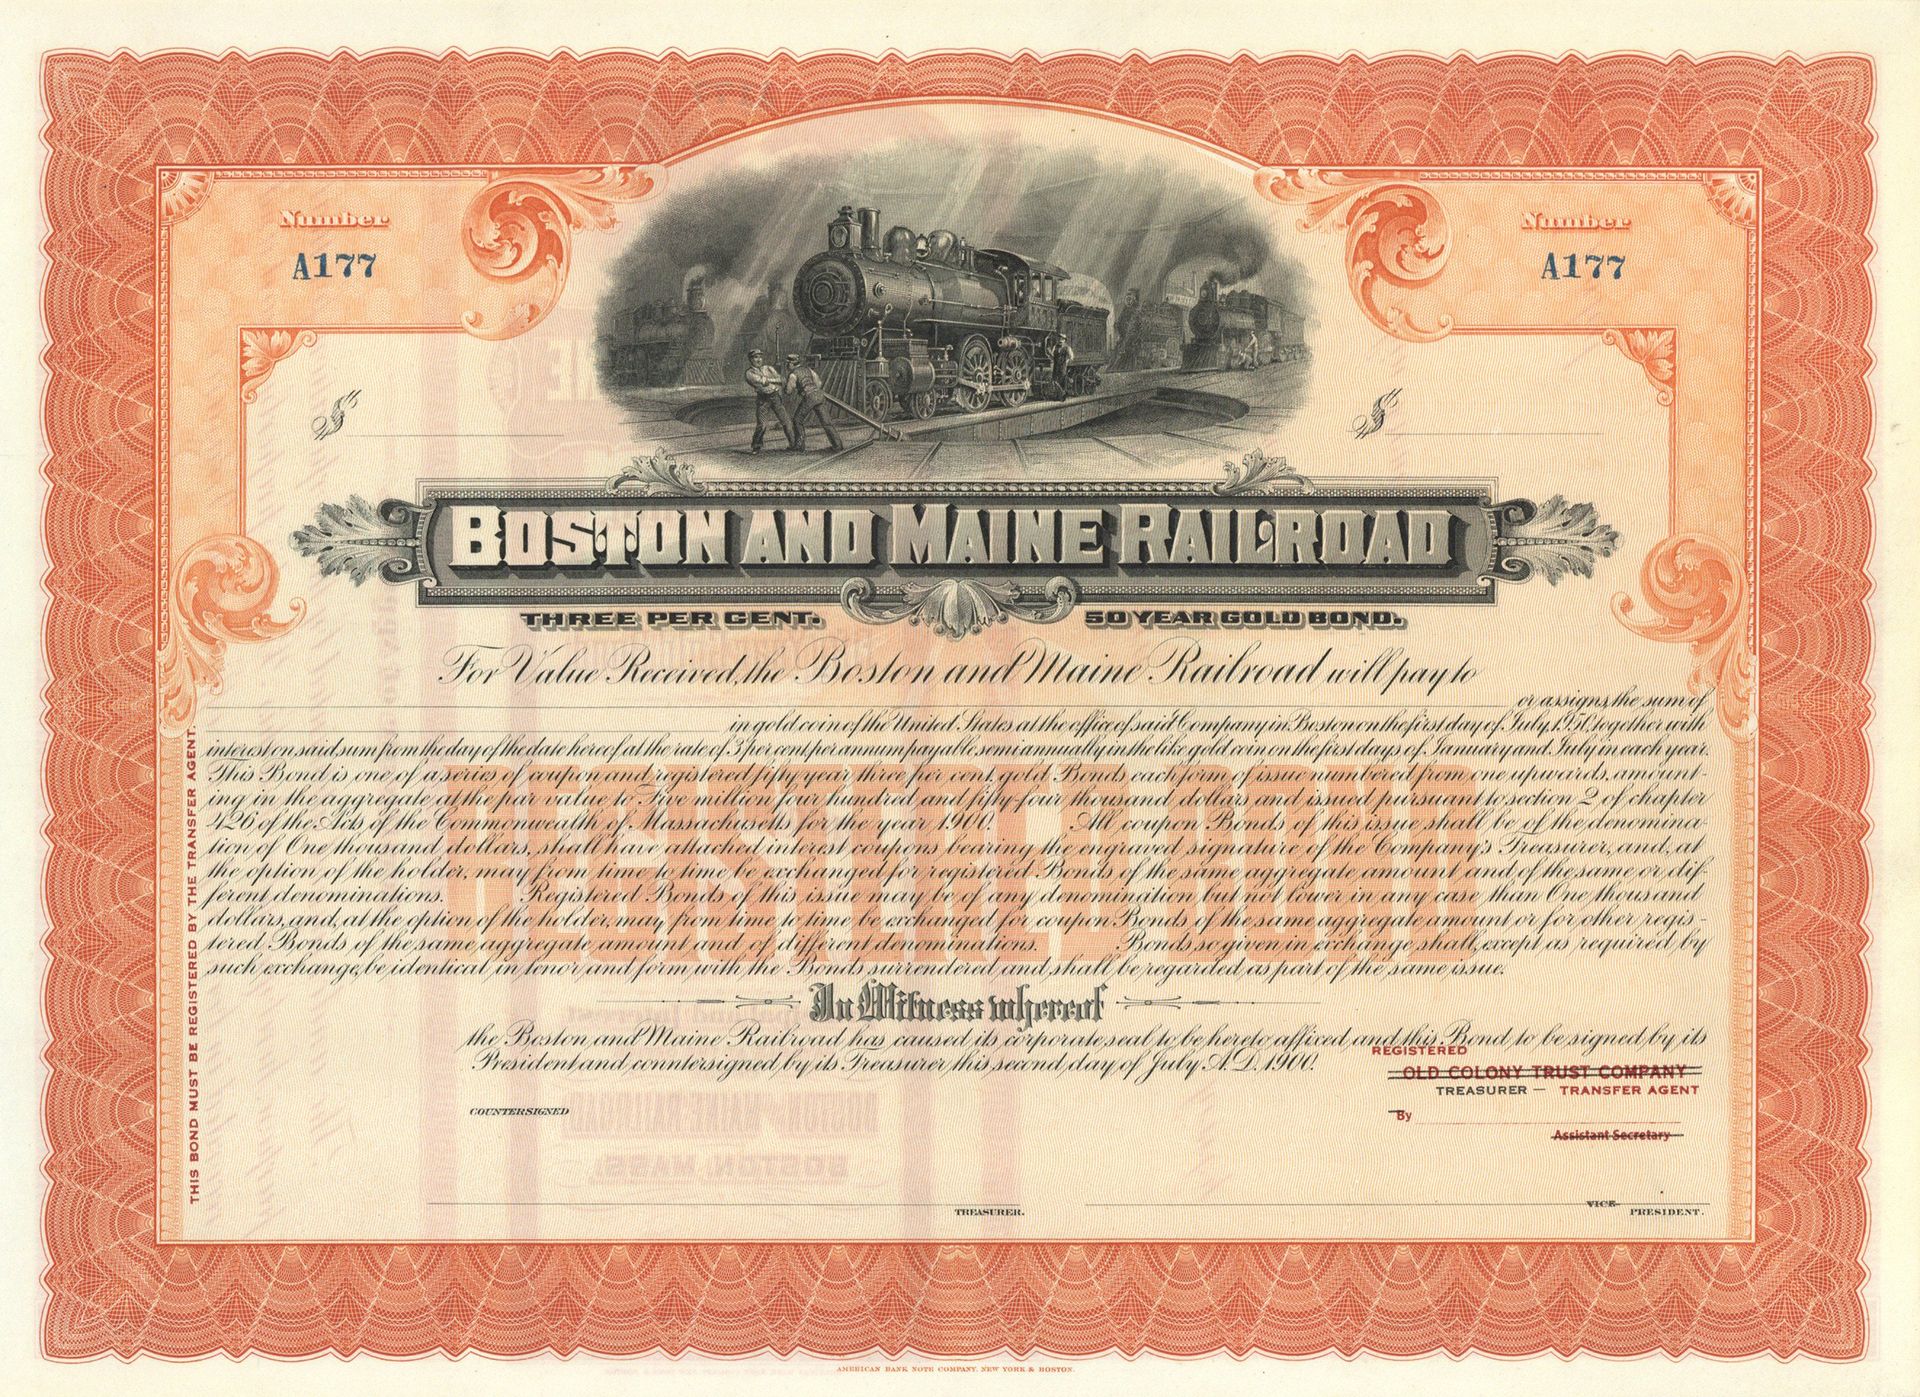 Number
A177
Number
A177
$
$
BOSTON AND MAINE RAILROAD
THREE PER CENT. 50 YEAR GOLD BOND.
For Value Received, the Boston and Maine Railroad will pay to
or assigns, the sum of
in gold coin of the United States at the office of said Company in Boston on the first day of July, 1950, together with
interest on said sum from the day of the date hereof at the rate of 3 per cent. per annum payable semi annually in the like gold coin on the first days of January and July in each year.
This Bond is one of a series of coupon and registered fifty year three per cent. gold Bonds each form of issue numbered from one upwards, amount-
ing in the aggregate at the par value to Five million four hundred and fifty-four thousand dollars and issued pursuant to section 2 of chapter
426 of the Acts of the Commonwealth of Massachusetts for the year 1900. All coupon Bonds of this issue shall be of the denomina-
tion of One thousand dollars, shall have attached interest coupons bearing the engraved signature of the Company's Treasurer, and, at
the option of the holder, may from time to time be exchanged for registered Bonds of the same aggregate amount and of the same or dif-
ferent denominations. Registered Bonds of this issue may be of any denomination but not lower in any case than One thousand
dollars, and, at the option of the holder, may, from time to time, be exchanged for coupon Bonds of the same aggregate amount or for other regis-
tered Bonds of the same aggregate amount and of different denominations. Bonds so given in exchange shall, except as required by
such exchange, be identical in tenor and form with the Bonds surrendered and shall be regarded as part of the same issue.
REGISTERED BOND
In Witness whereof
the Boston and Maine Railroad has caused its corporate seal to be hereto affixed and this Bond to be signed by its
President and countersigned by its Treasurer, this second day of July A.D. 1900.
REGISTERED
OLD COLONY TRUST COMPANY
TREASURER — TRANSFER AGENT
By
Assistant Secretary
COUNTERSIGNED
TREASURER.
VICE-
PRESIDENT.
THIS BOND MUST BE REGISTERED BY THE TRANSFER AGENT.
AMERICAN BANK NOTE COMPANY, NEW YORK & BOSTON.